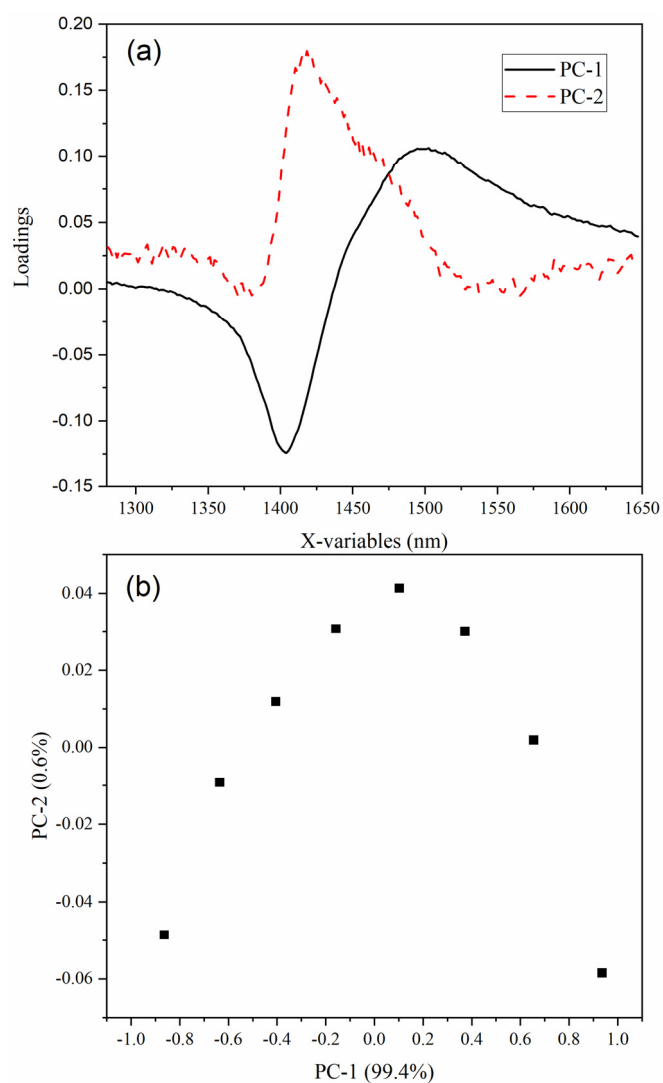 (a)
PC-1
PC-2
0.20
0.15
0.10
0.05
0.00
-0.05
-0.10
-0.15
Loadings
1300 1350 1400 1450 1500 1550 1600 1650
X-variables (nm)
(b)
0.04
0.02
0.00
-0.02
-0.04
-0.06
PC-2 (0.6%)
-1.0 -0.8 -0.6 -0.4 -0.2 0.0 0.2 0.4 0.6 0.8 1.0
PC-1 (99.4%)